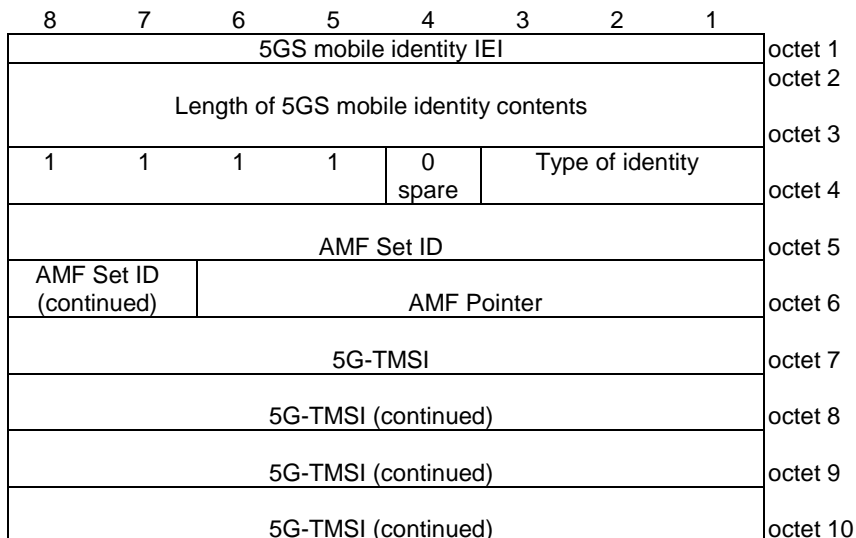 8 7 6 5 4 3 2 1
5GS mobile identity IEI octet 1
octet 2
Length of 5GS mobile identity contents
octet 3
1 1 1 1 0 Type of identity
spare octet 4
AMF Set ID octet 5
AMF Set ID
(continued) AMF Pointer octet 6
5G-TMSI octet 7
5G-TMSI (continued) octet 8
5G-TMSI (continued) octet 9
5G-TMSI (continued) octet 10